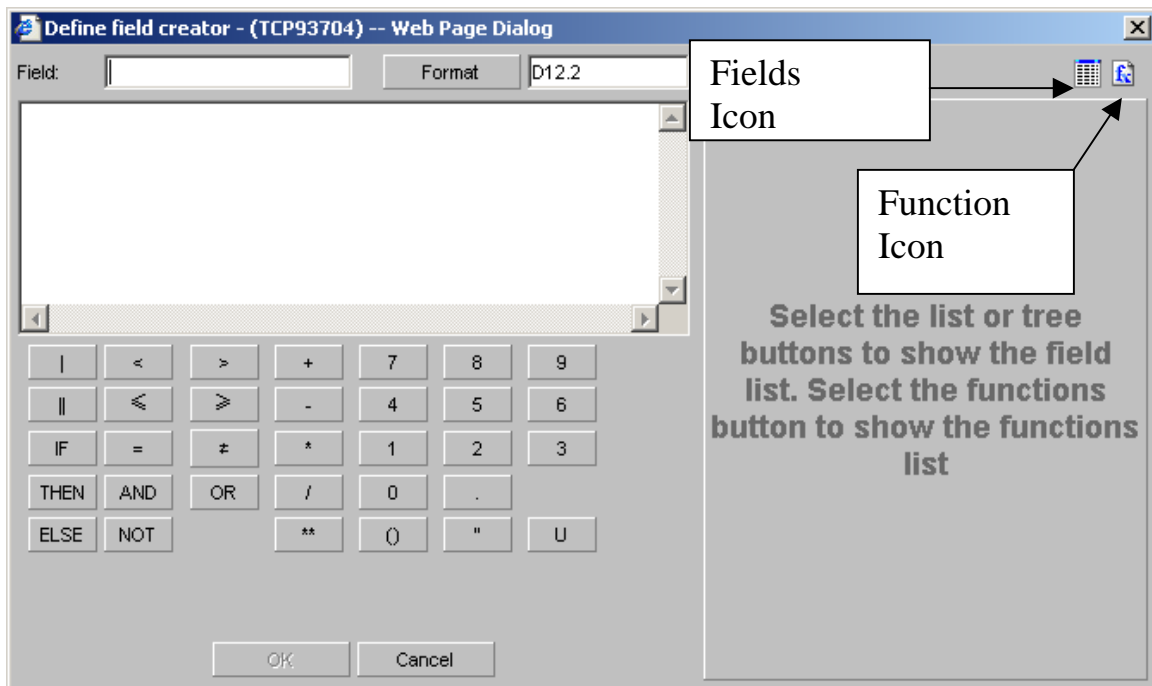 Define field creator - (TCP93704) -- Web Page Dialog
Field: Format D12.2
Fields
Icon
Function
Icon
Select the list or tree
buttons to show the field
list. Select the functions
button to show the functions
list
| < > + 7 8 9
|| ≤ ≥ - 4 5 6
IF = ≠ * 1 2 3
THEN AND OR / 0 .
ELSE NOT ** () " U
OK Cancel